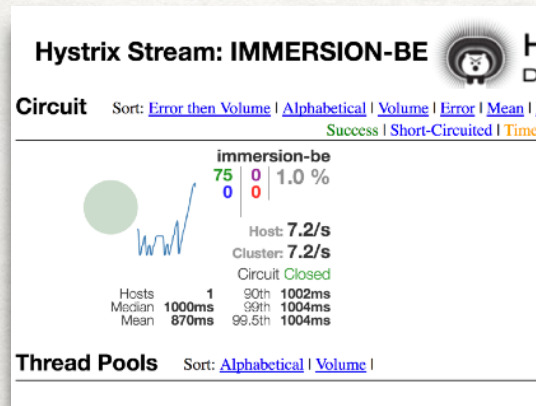 Hystrix Stream: IMMERSION-BE
Circuit Sort: Error then Volume | Alphabetical | Volume | Error | Mean |
Success | Short-Circuited | Time
immersion-be
75 0 1.0 %
0 0
Host: 7.2/s
Cluster: 7.2/s
Circuit Closed
Hosts 1 90th 1002ms
Median 1000ms 99th 1004ms
Mean 870ms 99.5th 1004ms
Thread Pools Sort: Alphabetical | Volume |